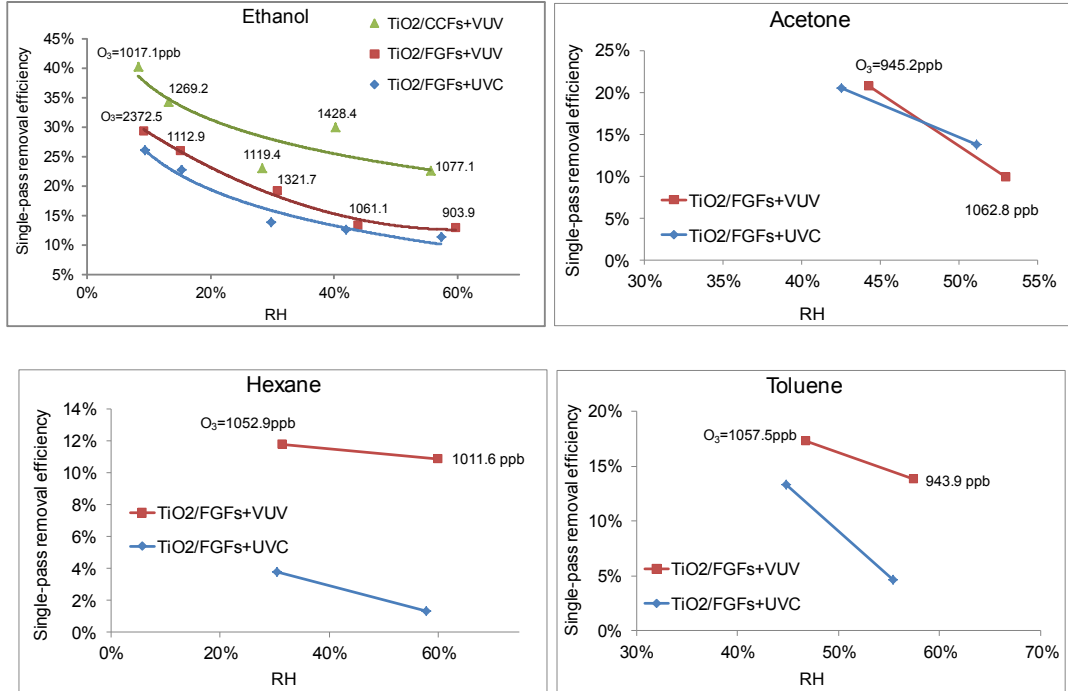 Ethanol
TiO2/CCFs+VUV
TiO2/FGFs+VUV
TiO2/FGFs+UVC
Single-pass removal efficiency
45%
40%
35%
30%
25%
20%
15%
10%
5%
O₃=1017.1ppb
1269.2
1428.4
O₃=2372.5
1112.9
1119.4
1077.1
1321.7
1061.1
903.9
0%
20%
40%
60%
RH
Acetone
Single-pass removal efficiency
25%
20%
15%
10%
5%
0%
O₃=945.2ppb
TiO2/FGFs+VUV
TiO2/FGFs+UVC
1062.8 ppb
30%
35%
40%
45%
50%
55%
RH
Hexane
Single-pass removal efficiency
14%
12%
10%
8%
6%
4%
2%
0%
O₃=1052.9ppb
1011.6 ppb
TiO2/FGFs+VUV
TiO2/FGFs+UVC
0%
20%
40%
60%
RH
Toluene
Single-pass removal efficiency
20%
15%
10%
5%
0%
O₃=1057.5ppb
943.9 ppb
TiO2/FGFs+VUV
TiO2/FGFs+UVC
30%
40%
50%
60%
70%
RH